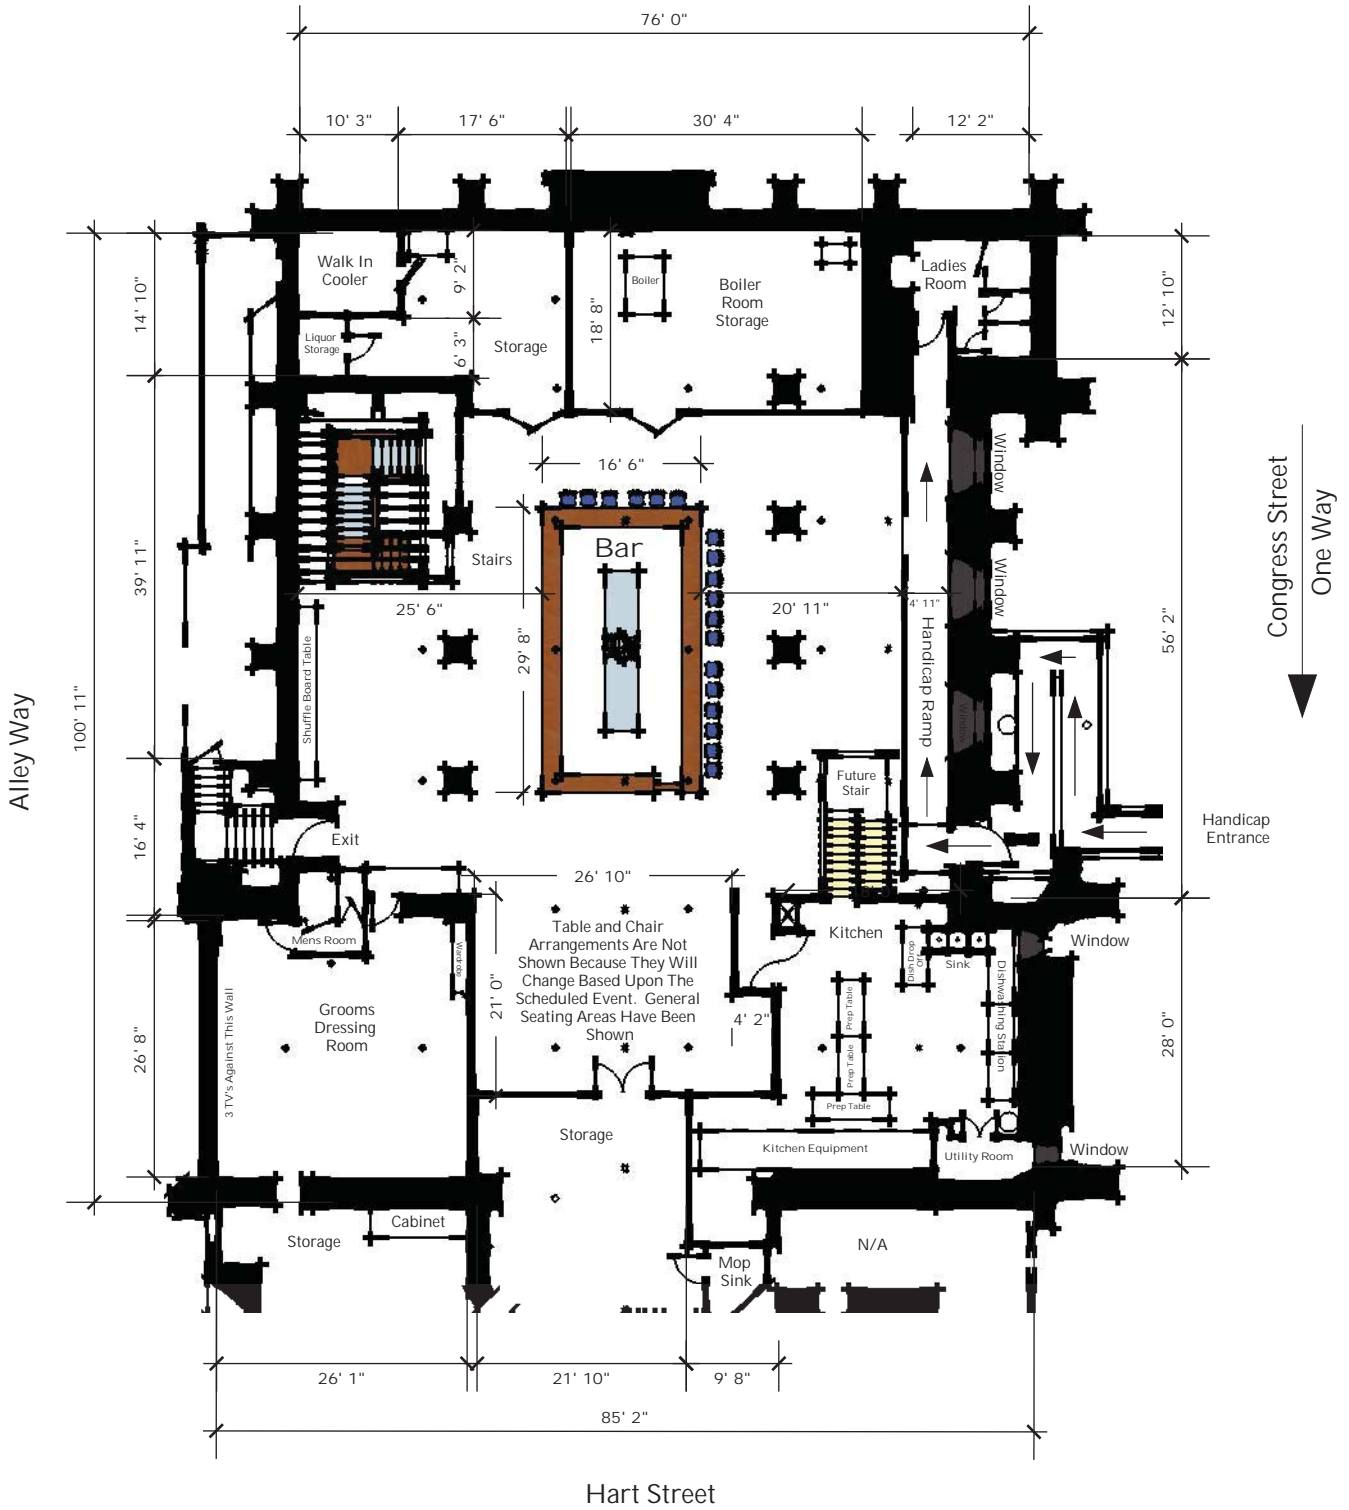 76' 0"
10' 3"
17' 6"
30' 4"
12' 2"
Walk In
Cooler
9' 2"
14' 10"
Liquor
Storage
6' 3"
Storage
18' 8"
Boiler
Boiler
Room
Storage
Ladies
Room
12' 10"
16' 6"
Bar
Stairs
39' 11"
25' 6"
29' 8"
20' 11"
4' 11"
Window
Window
Window
Handicap Ramp
56' 2"
Congress Street
One Way
Alley Way
100' 11"
Shuffle Board Table
Future
Stair
Handicap
Entrance
16' 4"
Exit
26' 10"
Mens Room
Wardrobe
21' 0"
Table and Chair
Arrangements Are Not
Shown Because They Will
Change Based Upon The
Scheduled Event. General
Seating Areas Have Been
Shown
4' 2"
Kitchen
Dish Drop
Off
Sink
Window
Dishwashing Station
Prep Table
Prep Table
Prep Table
28' 0"
Grooms
Dressing
Room
26' 8"
3 TV's Against This Wall
Storage
Kitchen Equipment
Utility Room
Window
Cabinet
Storage
Mop
Sink
N/A
26' 1"
21' 10"
9' 8"
85' 2"
Hart Street